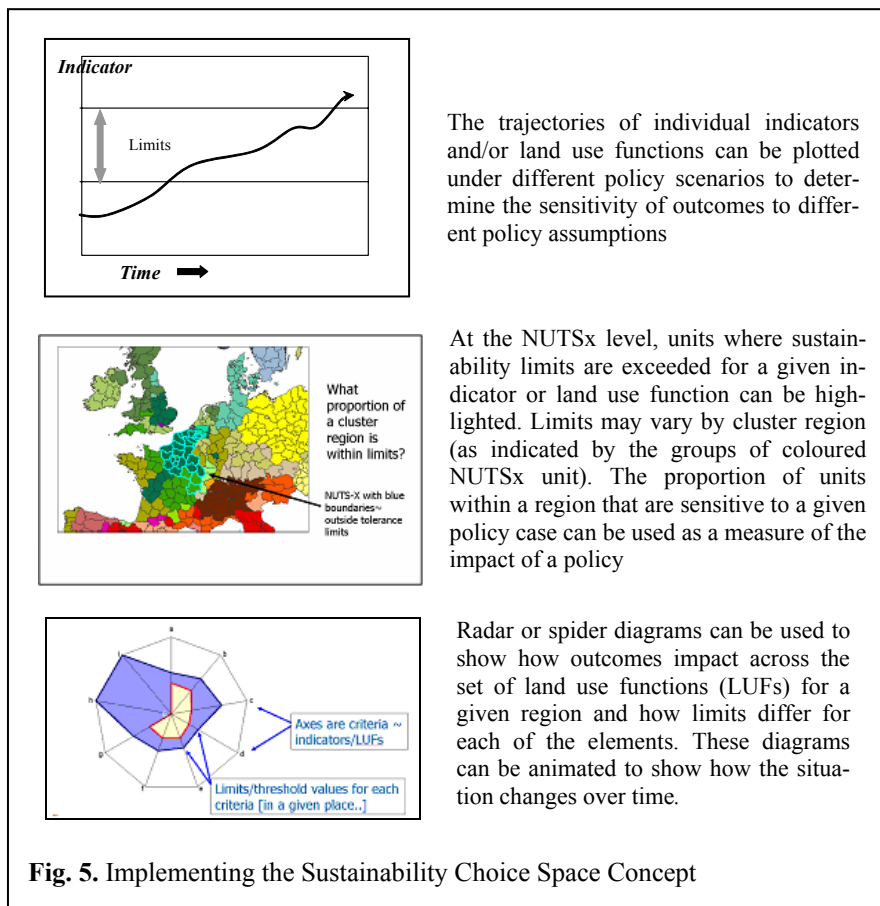 Indicator
Limits
Time
The trajectories of individual indicators
and/or land use functions can be plotted
under different policy scenarios to deter-
mine the sensitivity of outcomes to differ-
ent policy assumptions
What
proportion of
a cluster
region is
within limits?
NUTS-X with blue
boundaries~
outside tolerance
limits
At the NUTSx level, units where sustain-
ability limits are exceeded for a given in-
dicator or land use function can be high-
lighted. Limits may vary by cluster region
(as indicated by the groups of coloured
NUTSx unit). The proportion of units
within a region that are sensitive to a given
policy case can be used as a measure of the
impact of a policy
a
b
c
d
e
f
g
h
i
Axes are criteria ~
indicators/LUFs
Limits/threshold values for each
criteria [in a given place..]
Radar or spider diagrams can be used to
show how outcomes impact across the
set of land use functions (LUFs) for a
given region and how limits differ for
each of the elements. These diagrams
can be animated to show how the situa-
tion changes over time.
Fig. 5. Implementing the Sustainability Choice Space Concept